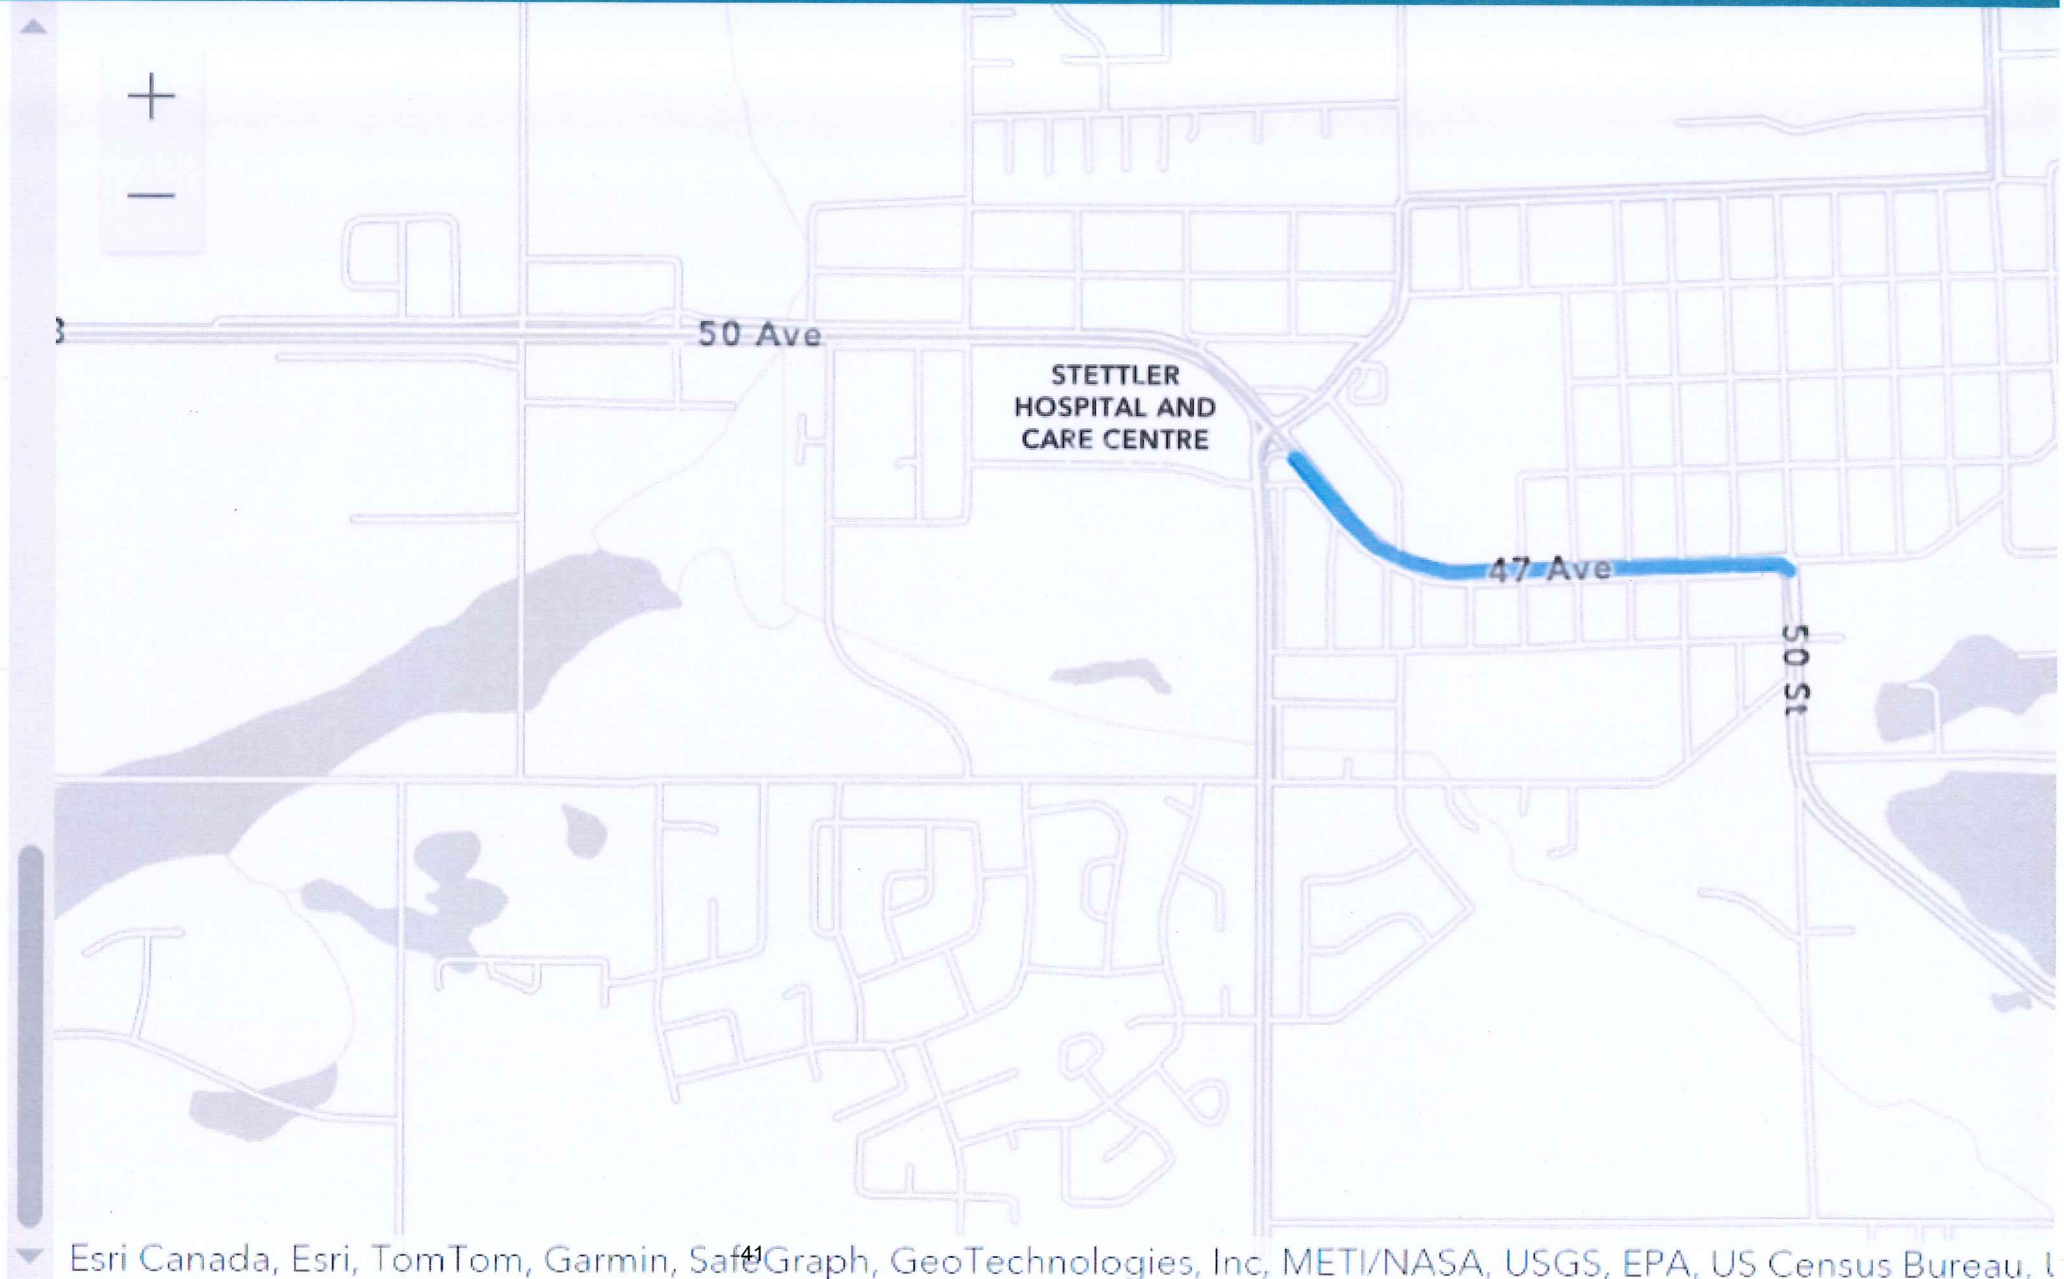 +
−
50 Ave
STETTLER
HOSPITAL AND
CARE CENTRE
47 Ave
50 St
41
Esri Canada, Esri, TomTom, Garmin, SafeGraph, GeoTechnologies, Inc, METI/NASA, USGS, EPA, US Census Bureau,